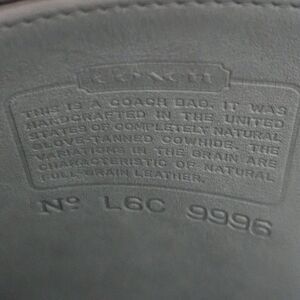 COACH
THIS IS A COACH BAG. IT WAS
HANDCRAFTED IN THE UNITED
STATES OF COMPLETELY NATURAL
GLOVE-TANNED COWHIDE. THE
VARIATIONS IN THE GRAIN ARE
CHARACTERISTIC OF NATURAL
FULL GRAIN LEATHER.
Nº L6C 9996